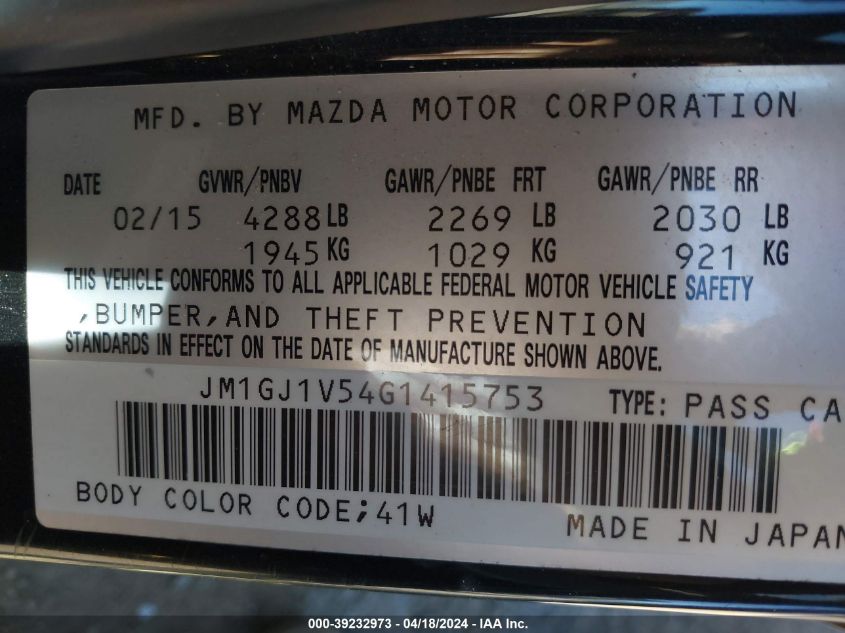 MFD. BY MAZDA MOTOR CORPORATION
DATE GVWR/PNBV GAWR/PNBE FRT GAWR/PNBE RR
02/15 4288 LB 2269 LB 2030 LB
1945 KG 1029 KG 921 KG
THIS VEHICLE CONFORMS TO ALL APPLICABLE FEDERAL MOTOR VEHICLE SAFETY
,BUMPER,AND THEFT PREVENTION
STANDARDS IN EFFECT ON THE DATE OF MANUFACTURE SHOWN ABOVE.
JM1GJ1V54G1415753 TYPE: PASS CA
BODY COLOR CODE;41W
MADE IN JAPAN
000-39232973 / 04/18/2024 / IAA Inc.